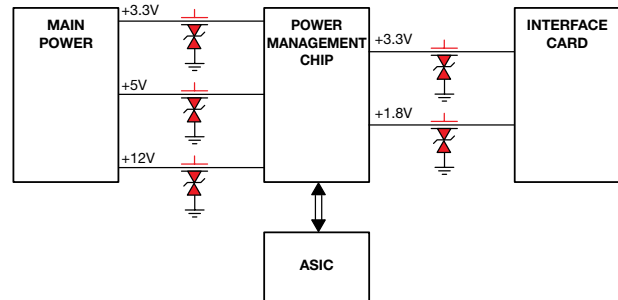 MAIN
POWER
+3.3V
+5V
+12V
POWER
MANAGEMENT
CHIP
+3.3V
+1.8V
INTERFACE
CARD
ASIC